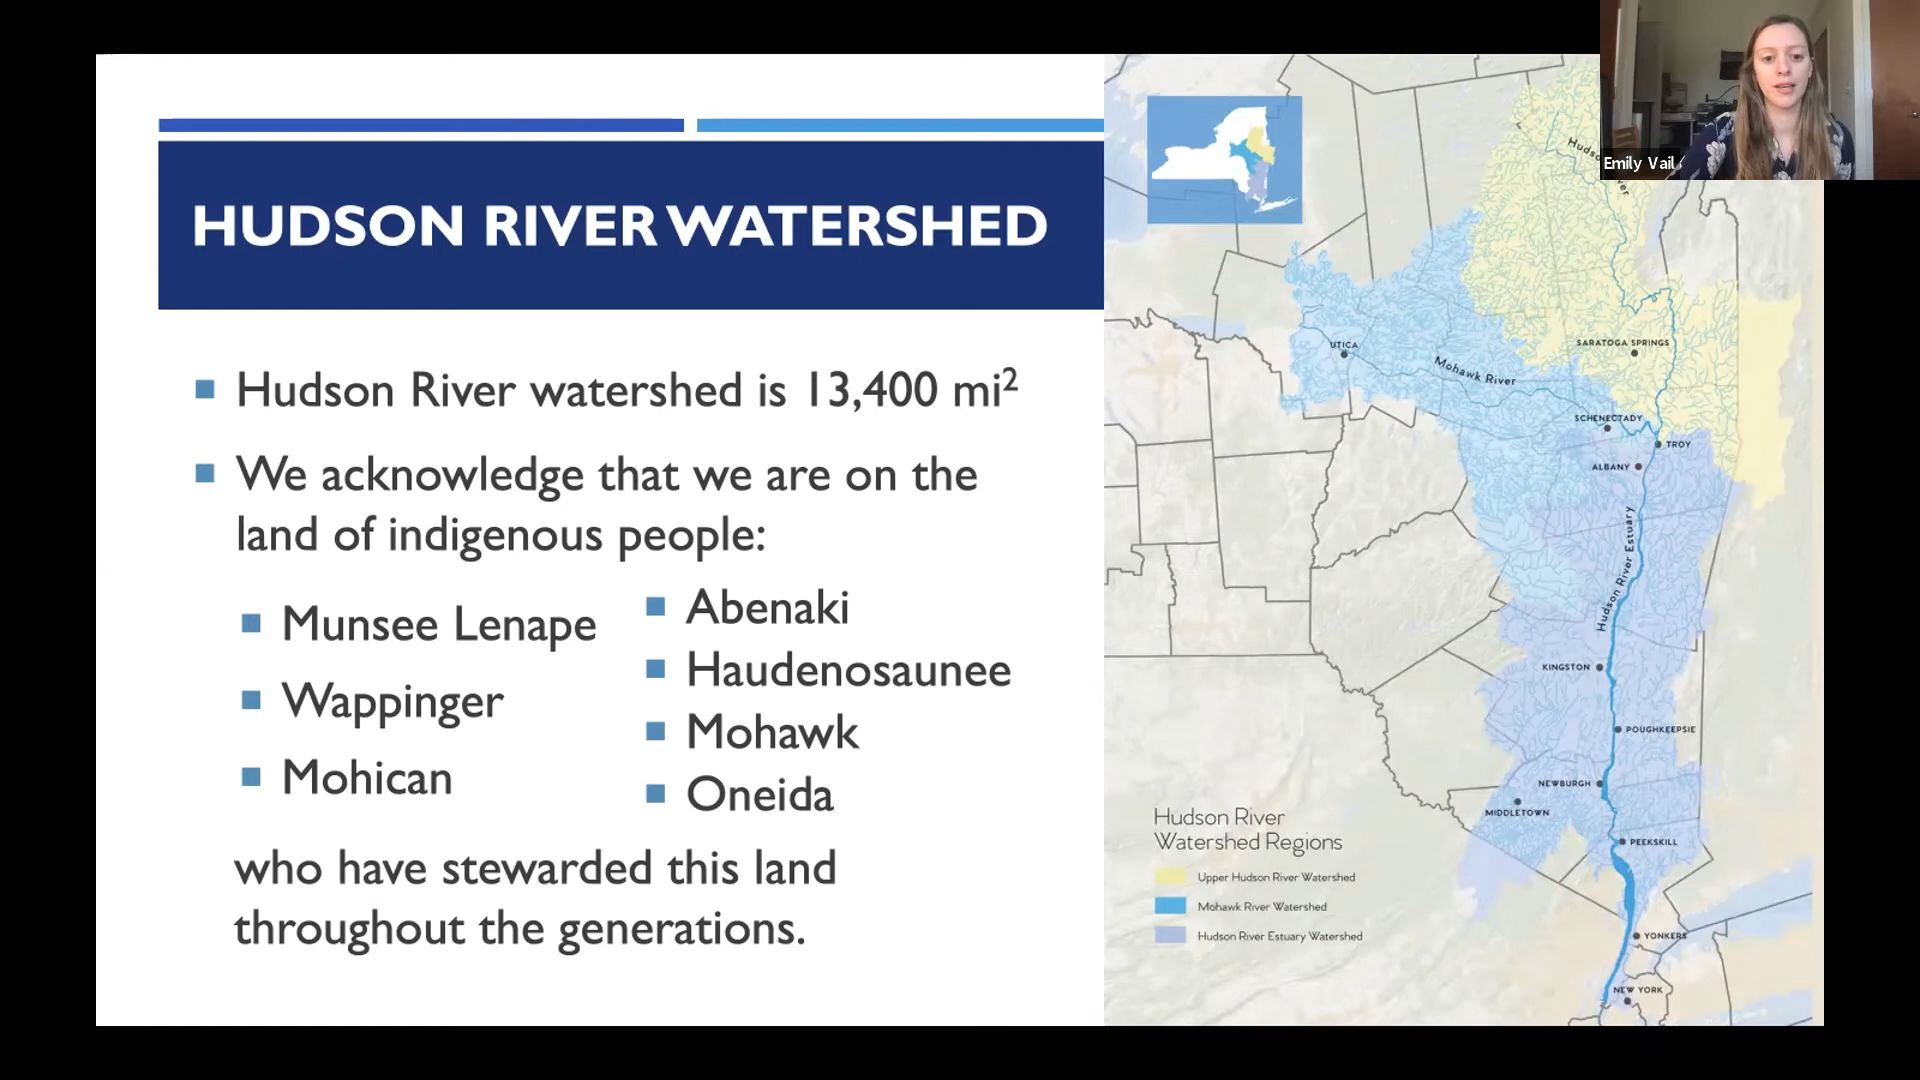 HUDSON RIVER WATERSHED
Hudson River watershed is 13,400 mi²
We acknowledge that we are on the
land of indigenous people:
Munsee Lenape
Wappinger
Mohican
Abenaki
Haudenosaunee
Mohawk
Oneida
who have stewarded this land
throughout the generations.
Emily Vail
UTICA
Mohawk River
SARATOGA SPRINGS
SCHENECTADY
TROY
ALBANY
Hudson River Estuary
KINGSTON
POUGHKEEPSIE
NEWBURGH
MIDDLETOWN
PEEKSKILL
YONKERS
NEW YORK
Hudson River
Watershed Regions
Upper Hudson River Watershed
Mohawk River Watershed
Hudson River Estuary Watershed